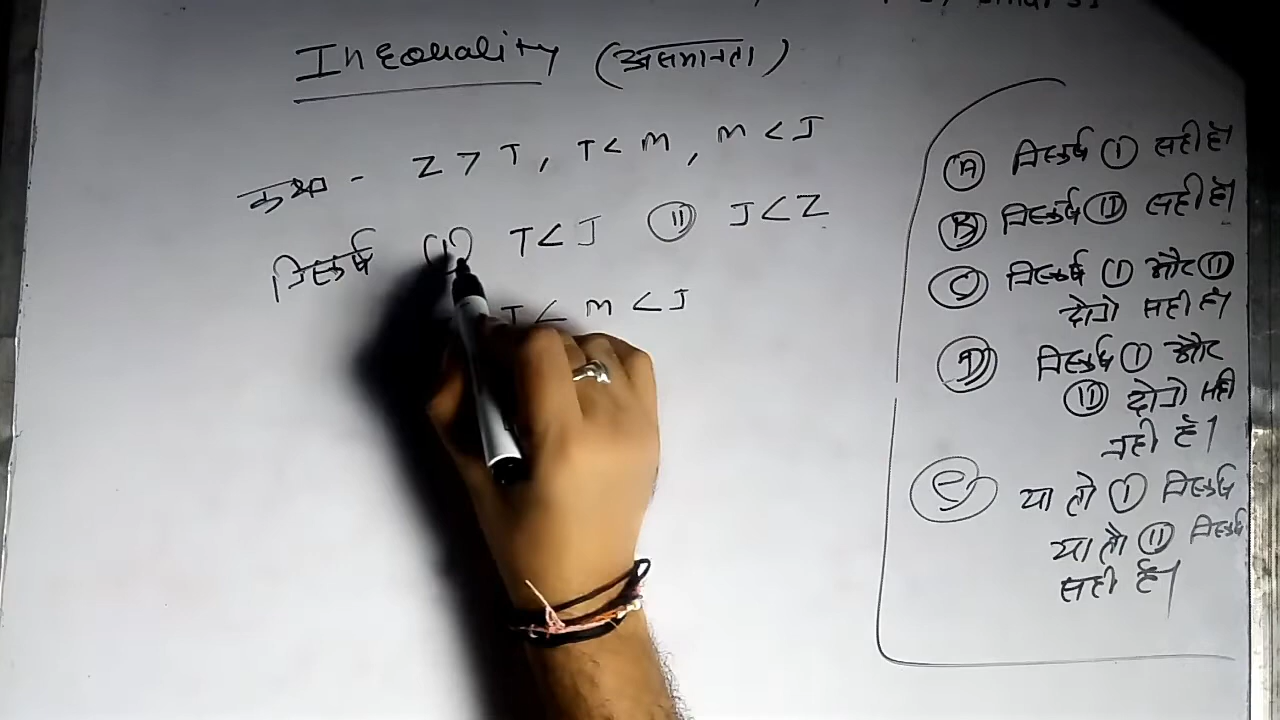 Inequality (असमानता)
कथन - Z > T, T < M, M < J
निष्कर्ष (I) T < J (II) J < Z
T < M < J
(A) निष्कर्ष (I) सही है।
(B) निष्कर्ष (II) सही है।
(C) निष्कर्ष (I) और (II)
दोनो सही है।
(D) निष्कर्ष (I) और
(II) दोनो सही
नही है।
(E) या तो (I) निष्कर्ष
या तो (II) निष्कर्ष
सही है।